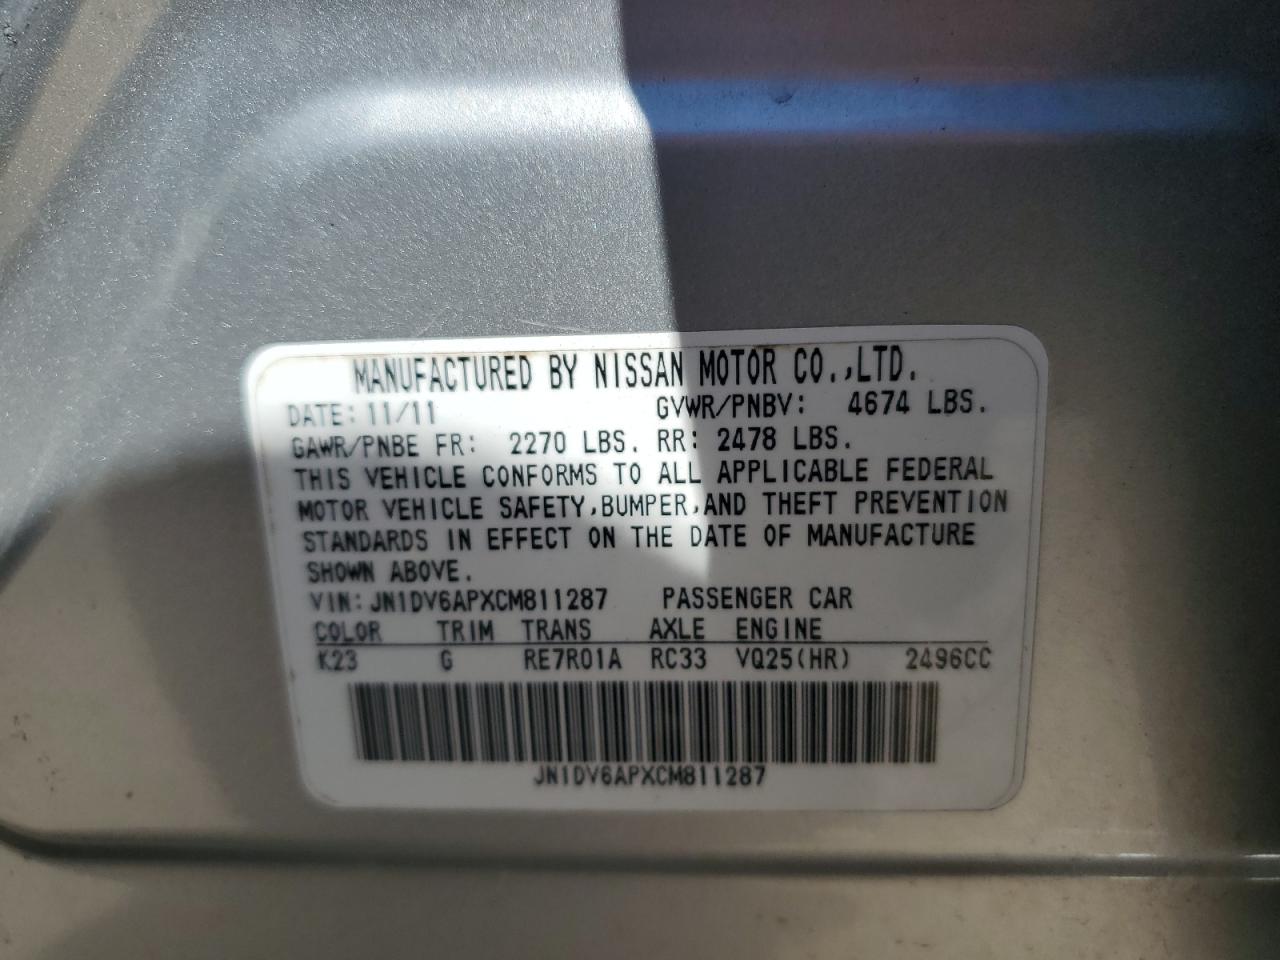 MANUFACTURED BY NISSAN MOTOR CO.,LTD.
DATE: 11/11 GVWR/PNBV: 4674 LBS.
GAWR/PNBE FR: 2270 LBS. RR: 2478 LBS.
THIS VEHICLE CONFORMS TO ALL APPLICABLE FEDERAL
MOTOR VEHICLE SAFETY,BUMPER,AND THEFT PREVENTION
STANDARDS IN EFFECT ON THE DATE OF MANUFACTURE
SHOWN ABOVE.
VIN: JN1DV6APXCM811287 PASSENGER CAR
COLOR TRIM TRANS AXLE ENGINE
K23 G RE7R01A RC33 VQ25(HR) 2496CC
JN1DV6APXCM811287